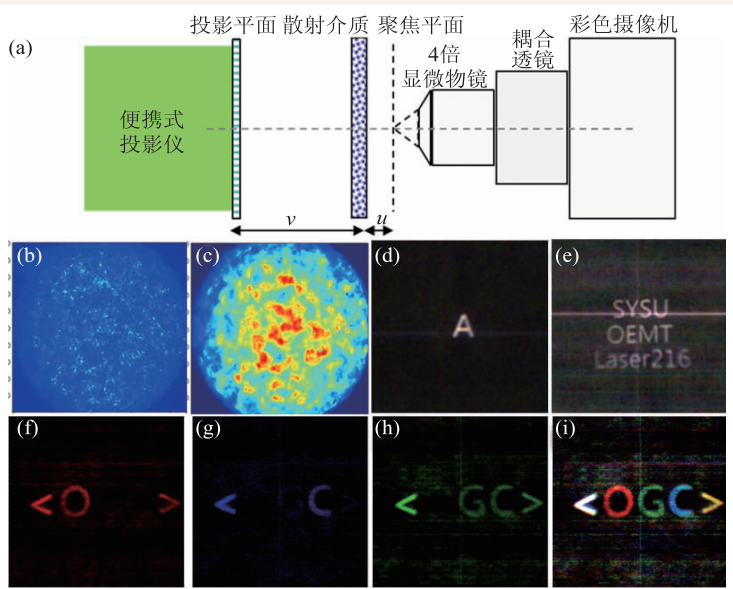 (a)
投影平面 散射介质 聚焦平面
彩色摄像机
耦合
透镜
4倍
显微物镜
便携式
投影仪
v
u
(b)
(c)
(d)
A
(e)
SYSU
OEMT
Laser216
(f)
<O >
(g)
< GC
(h)
< GC>
(i)
<OGC>